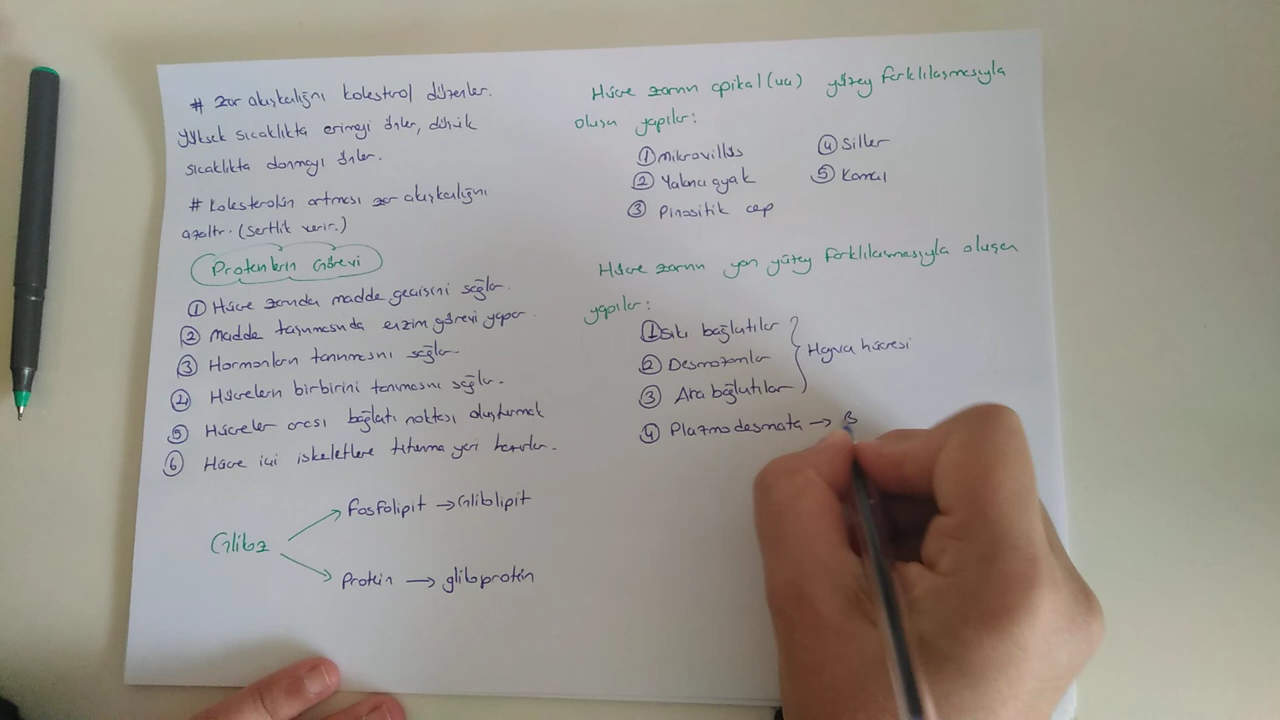 # zar akışkanlığını kolestrol düzenler.
Yüksek sıcaklıkta erimeyi önler, düşük
sıcaklıkta donmayı önler.
# Kolesterolün artması zar akışkanlığını
azaltır. (Sertlik verir.)
Proteinlerin Görevi
① Hücre zarında madde geçişini sağlar.
② Madde taşınmasında enzim görevi yapar.
③ Hormonların tanınmasını sağlar.
④ Hücrelerin birbirini tanımasını sağlar.
⑤ Hücreler arası bağlantı noktası oluşturmak
⑥ Hücre içi iskeletlere tutunma yeri hazırlar.
Glikoz
Fosfolipit → Glikolipit
Protein → glikoprotein
Hücre zarının apikal (uç) yüzey farklılaşmasıyla
oluşan yapılar:
① Mikrovillüs
② Yalancı ayak
③ Pinositik cep
④ Siller
⑤ Kamçı
Hücre zarının yan yüzey farklılaşmasıyla oluşan
yapılar:
① Sıkı bağlantılar
② Desmozomlar
③ Ara bağlantılar
Hayvan hücresi
④ Plazmodesmata → B